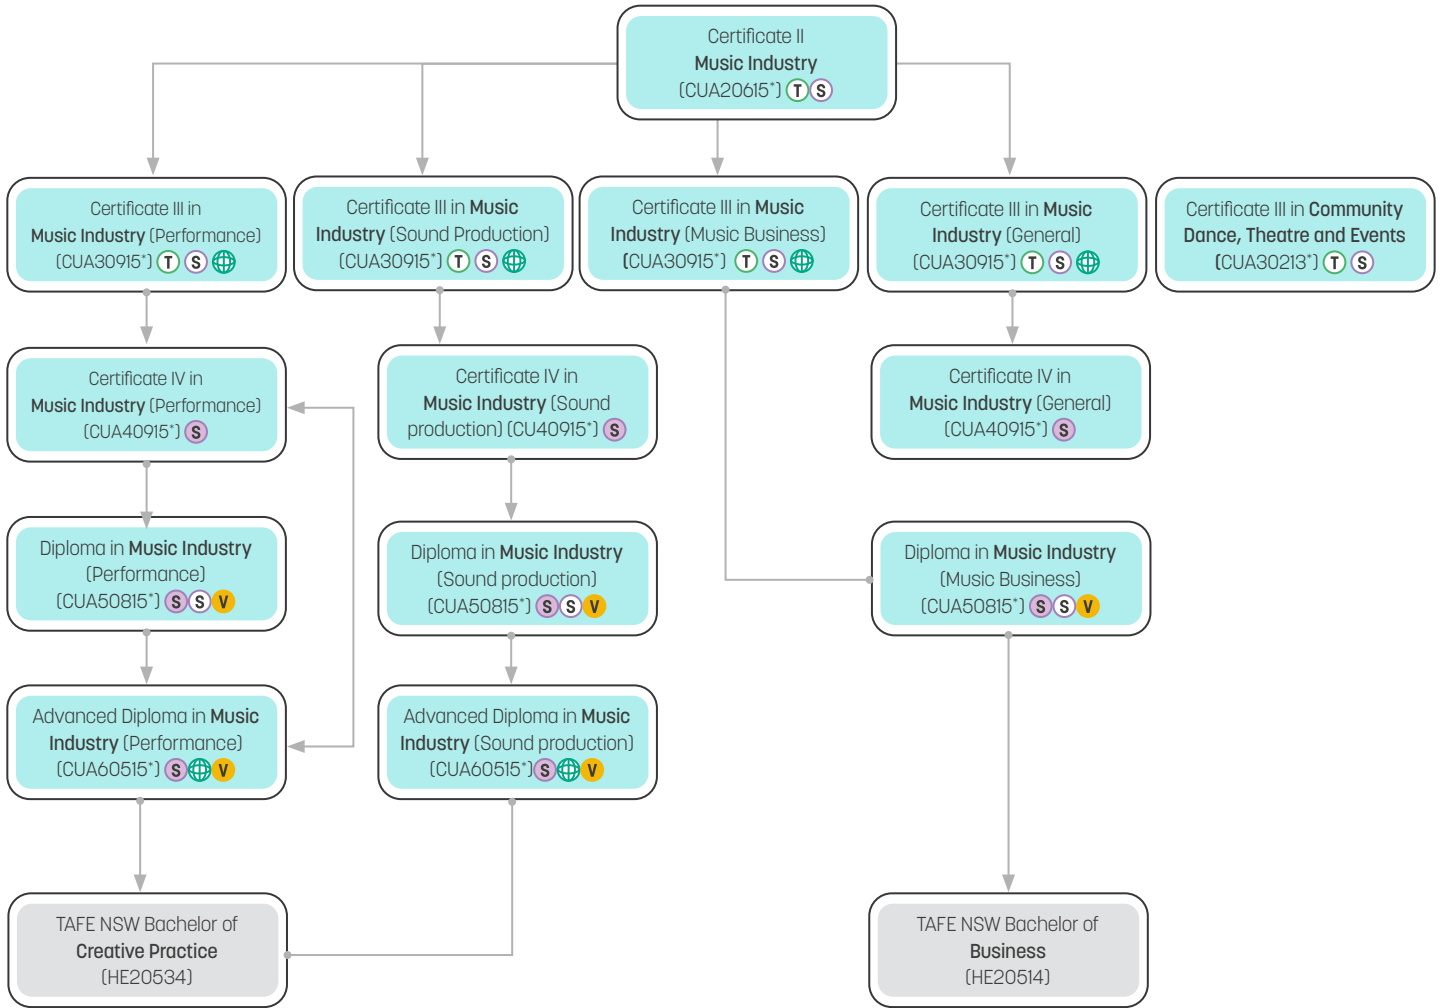 Certificate II
Music Industry
(CUA20615*) T S
Certificate III in
Music Industry (Performance)
(CUA30915*) T S
Certificate III in Music
Industry (Sound Production)
(CUA30915*) T S
Certificate III in Music
Industry (Music Business)
(CUA30915*) T S
Certificate III in Music
Industry (General)
(CUA30915*) T S
Certificate III in Community
Dance, Theatre and Events
(CUA30213*) T S
Certificate IV in
Music Industry (Performance)
(CUA40915*) S
Certificate IV in
Music Industry (Sound
production) (CU40915*) S
Certificate IV in
Music Industry (General)
(CUA40915*) S
Diploma in Music Industry
(Performance)
(CUA50815*) S S V
Diploma in Music Industry
(Sound production)
(CUA50815*) S S V
Diploma in Music Industry
(Music Business)
(CUA50815*) S S V
Advanced Diploma in Music
Industry (Performance)
(CUA60515*) S V
Advanced Diploma in Music
Industry (Sound production)
(CUA60515*) S V
TAFE NSW Bachelor of
Creative Practice
(HE20534)
TAFE NSW Bachelor of
Business
(HE20514)